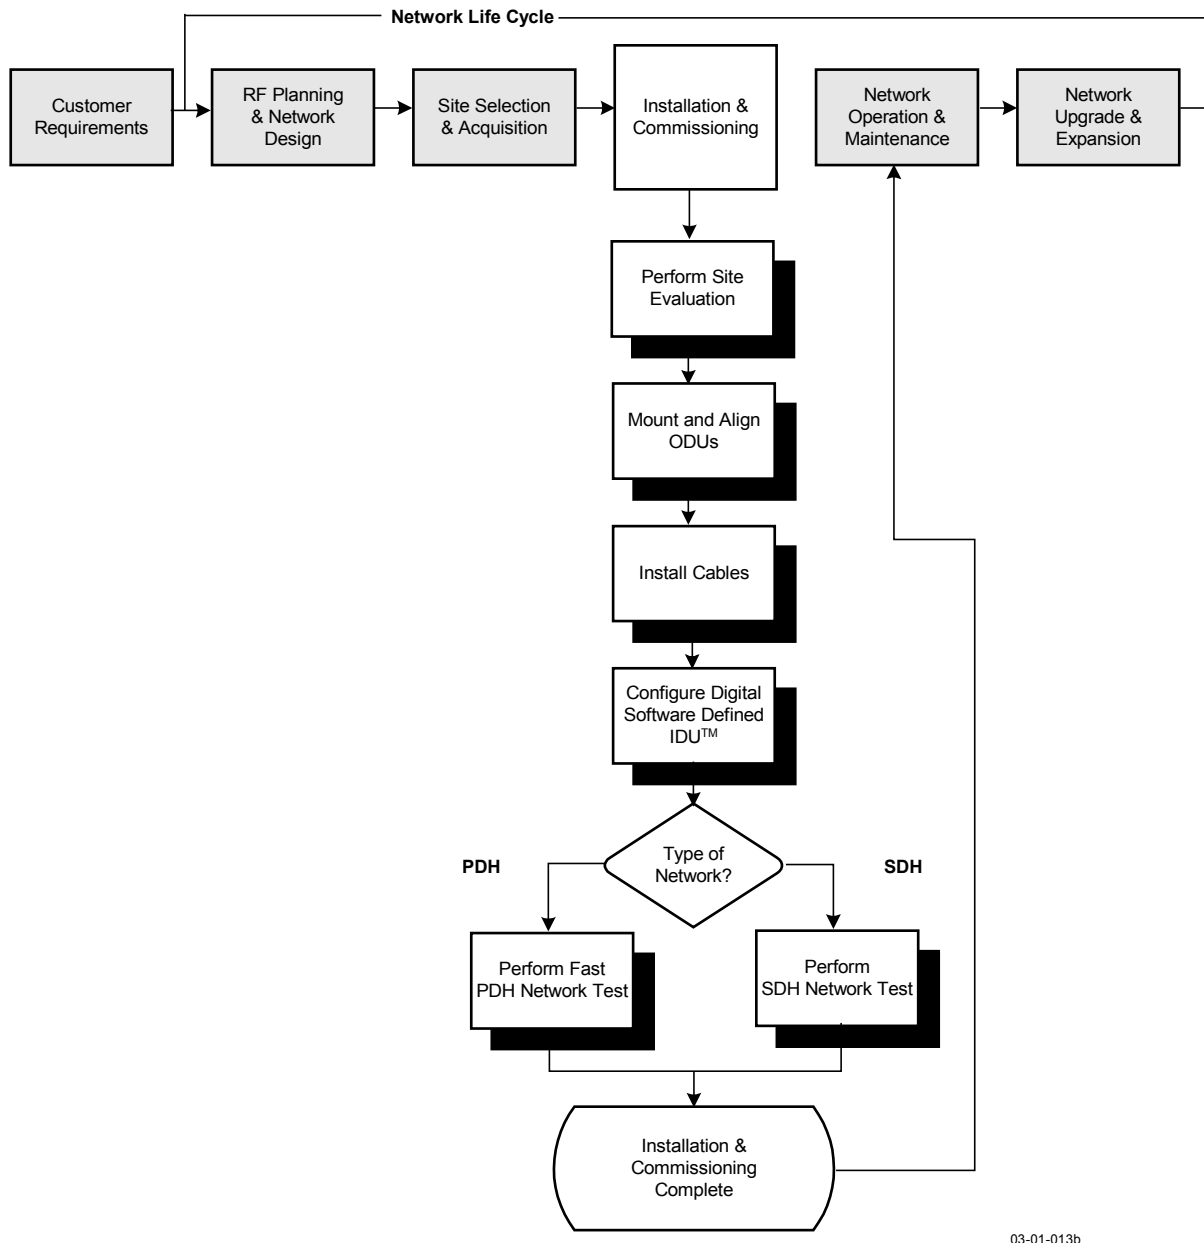 Network Life Cycle
Customer
Requirements
RF Planning
& Network
Design
Site Selection
& Acquisition
Installation &
Commissioning
Network
Operation &
Maintenance
Network
Upgrade &
Expansion
Perform Site
Evaluation
Mount and Align
ODUs
Install Cables
Configure Digital
Software Defined
IDU™
Type of
Network?
PDH
SDH
Perform Fast
PDH Network Test
Perform
SDH Network Test
Installation &
Commissioning
Complete
03-01-013b